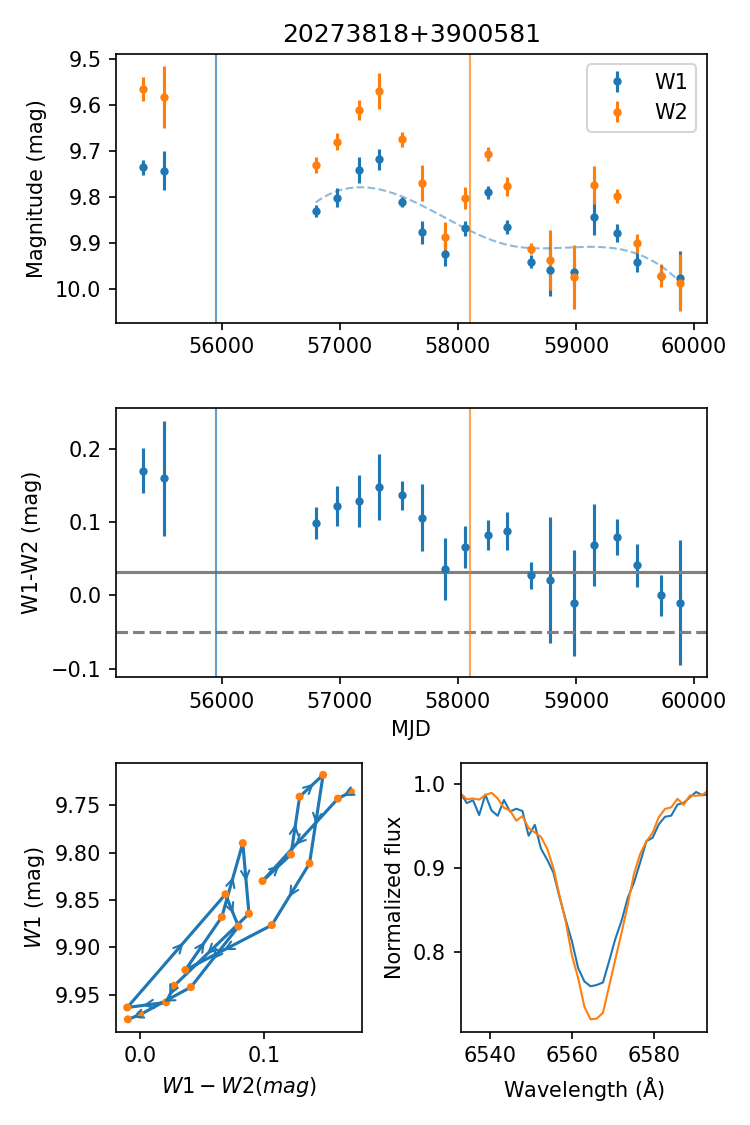 20273818+3900581
Magnitude (mag)
9.5
9.6
9.7
9.8
9.9
10.0
W1
W2
56000 57000 58000 59000 60000
W1-W2 (mag)
0.2
0.1
0.0
−0.1
56000 57000 58000 59000 60000
MJD
W1 (mag)
9.75
9.80
9.85
9.90
9.95
0.0 0.1
W1 − W2(mag)
Normalized flux
1.0
0.9
0.8
6540 6560 6580
Wavelength (Å)